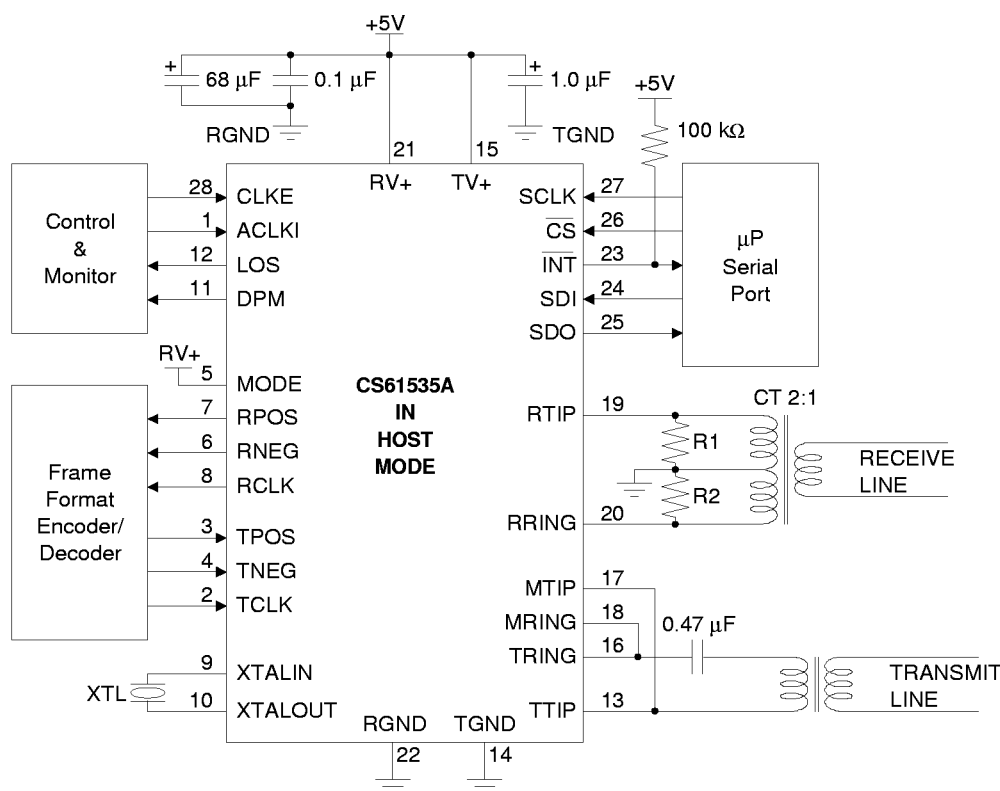 +5V
+ 68 μF 0.1 μF + 1.0 μF
RGND TGND
+5V
100 kΩ
21 15
RV+ TV+
Control
&
Monitor
28 CLKE
1 ACLKI
12 LOS
11 DPM
SCLK 27
CS 26
INT 23
SDI 24
SDO 25
μP
Serial
Port
RV+
5 MODE
7 RPOS
6 RNEG
8 RCLK
3 TPOS
4 TNEG
2 TCLK
Frame
Format
Encoder/
Decoder
CS61535A
IN
HOST
MODE
RTIP 19
R1
R2
RRING 20
CT 2:1
RECEIVE
LINE
MTIP 17
MRING 18
TRING 16
TTIP 13
0.47 μF
TRANSMIT
LINE
XTL
9 XTALIN
10 XTALOUT
RGND TGND
22 14